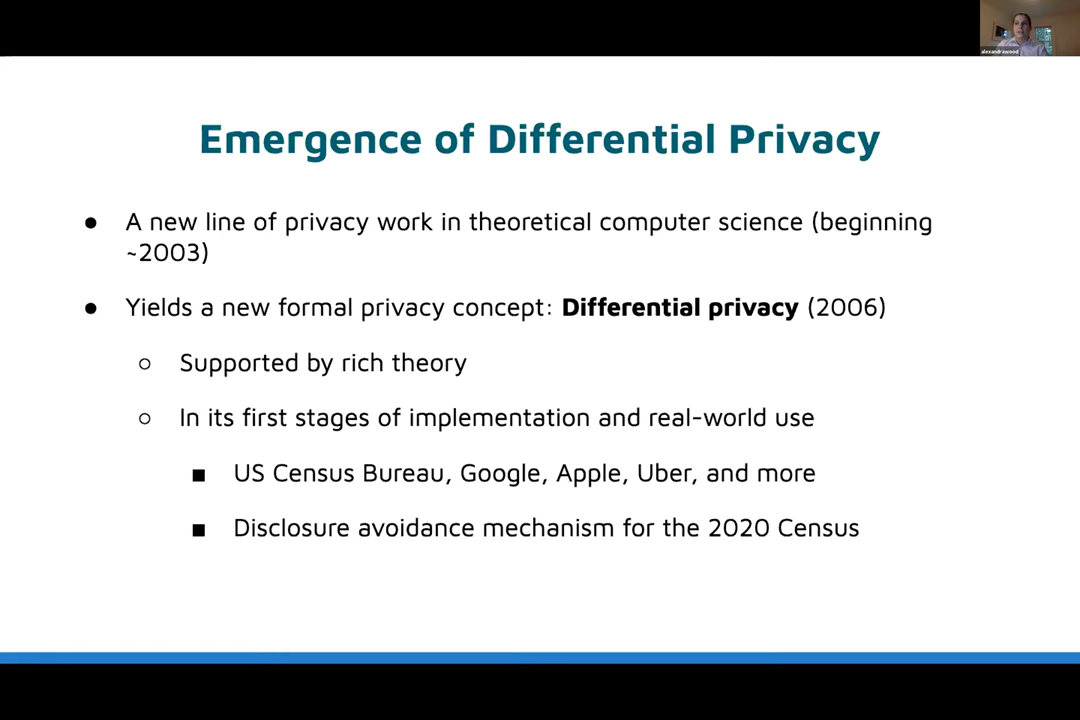 alexandrawood
Emergence of Differential Privacy
● A new line of privacy work in theoretical computer science (beginning
~2003)
● Yields a new formal privacy concept: Differential privacy (2006)
○ Supported by rich theory
○ In its first stages of implementation and real-world use
■ US Census Bureau, Google, Apple, Uber, and more
■ Disclosure avoidance mechanism for the 2020 Census